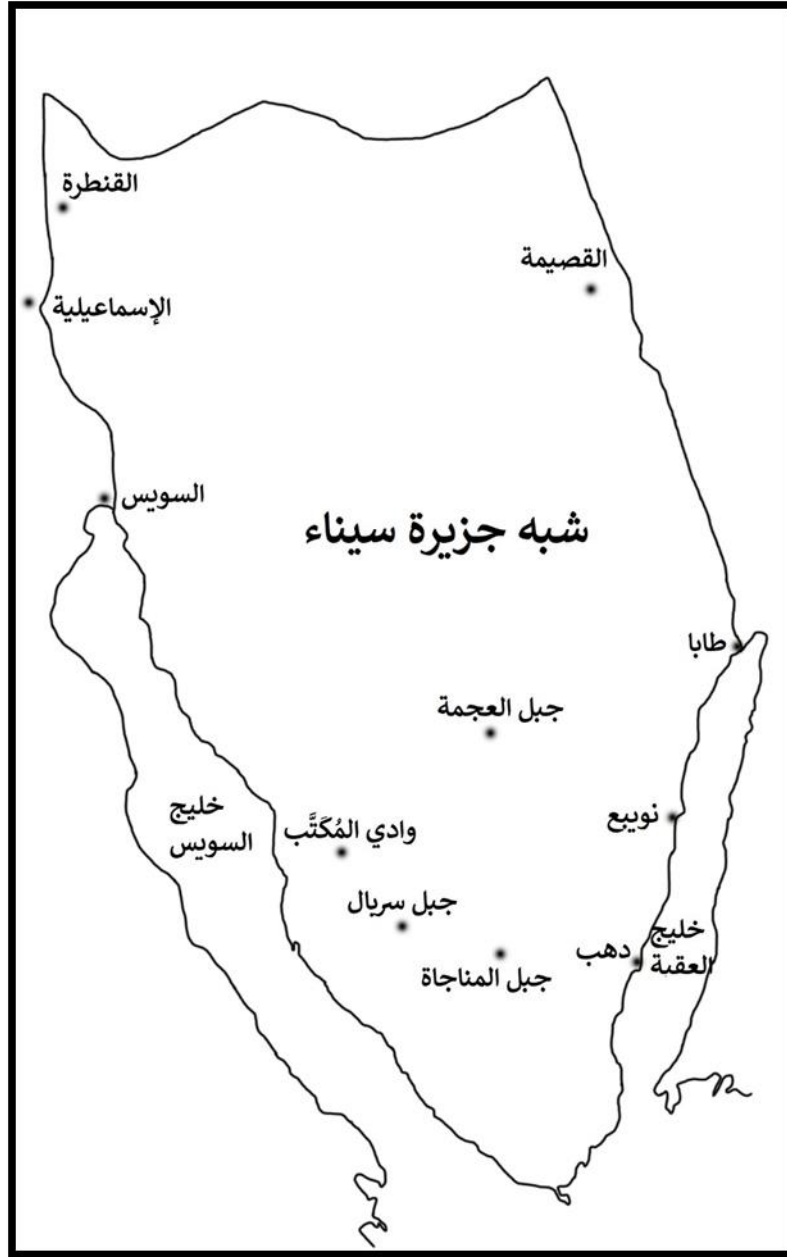 القنطرة
القصيمة
الإسماعيلية
السويس
شبه جزيرة سيناء
طابا
جبل العجمة
خليج
السويس
نويبع
وادي المُكَتَّب
جبل سربال
خليج
العقبة
دهب
جبل المناجاة